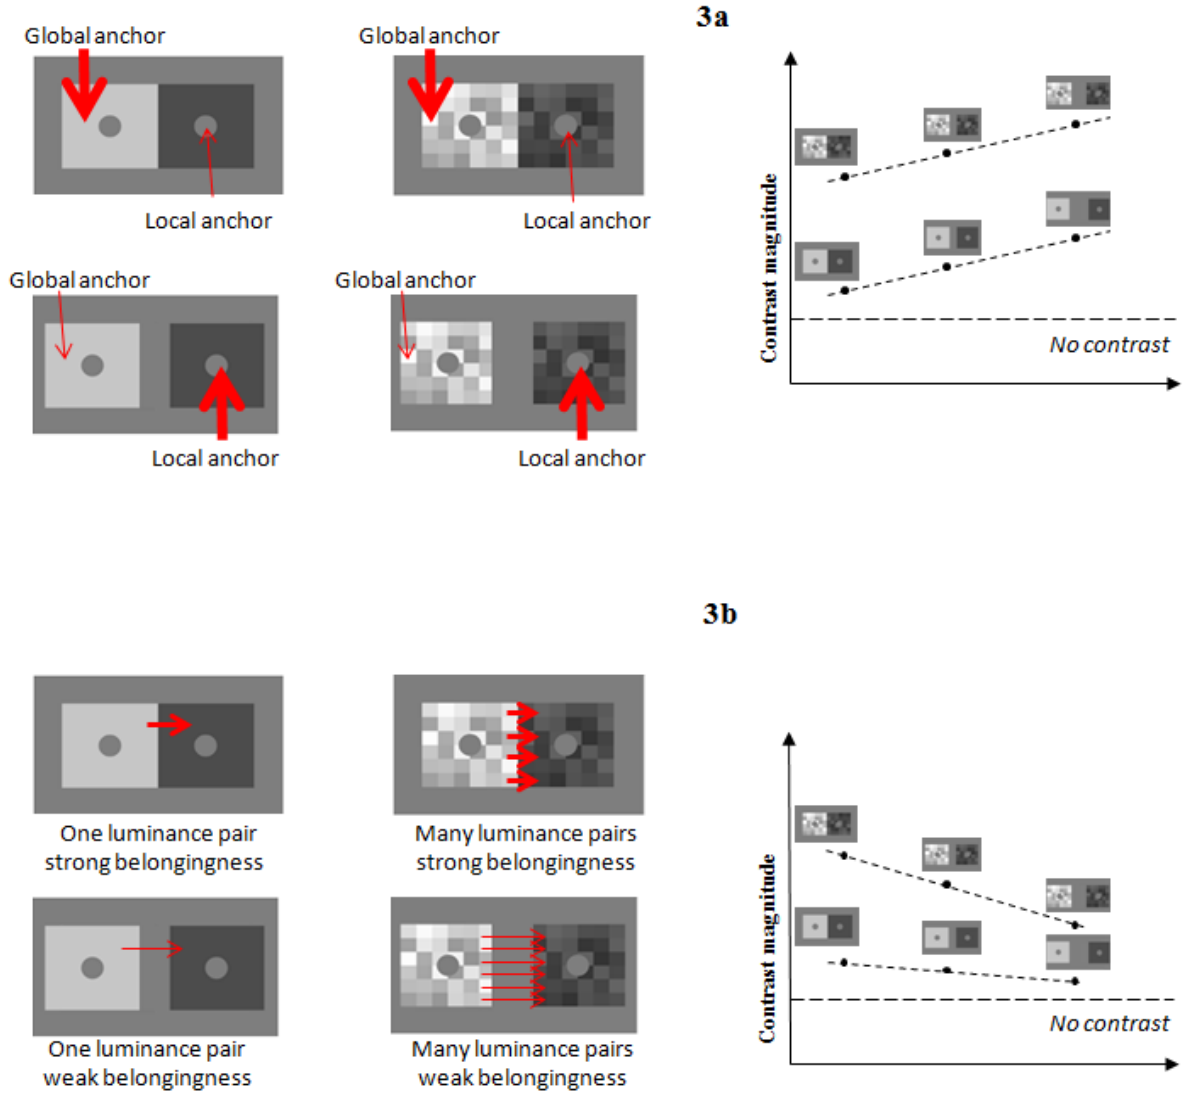 3a
Global anchor
Global anchor
Local anchor
Local anchor
Global anchor
Global anchor
Local anchor
Local anchor
Contrast magnitude
No contrast
3b
One luminance pair
strong belongingness
Many luminance pairs
strong belongingness
One luminance pair
weak belongingness
Many luminance pairs
weak belongingness
Contrast magnitude
No contrast